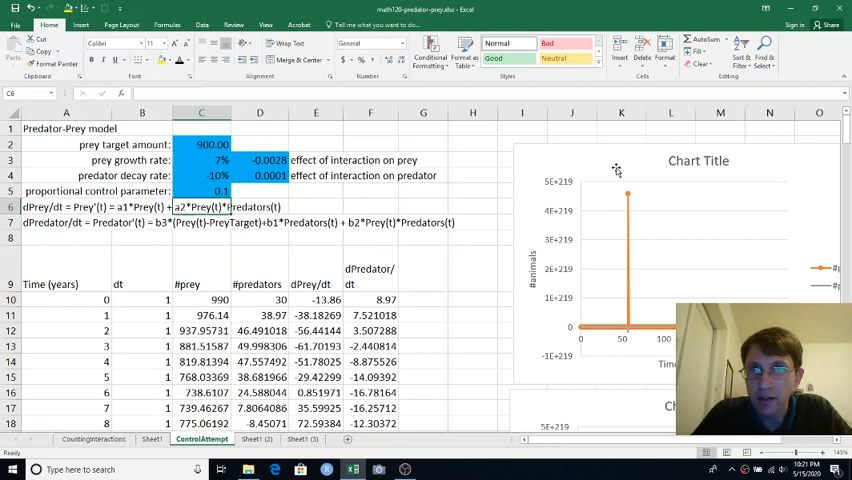 math120-predator-prey.xlsx - Excel
Sign in Share
File Home Insert Page Layout Formulas Data Review View Acrobat Tell me what you want to do
Cut
Copy
Format Painter
Paste
Clipboard
Calibri 11
B I U
Font
Wrap Text
Merge & Center
Alignment
General
$ % ,
Number
Conditional Formatting
Format as Table
Normal Bad
Good Neutral
Styles
Insert Delete Format
Cells
AutoSum
Fill
Clear
Sort & Filter
Find & Select
Editing
C6 fx
A B C D E F G H I J K L M N O
1 Predator-Prey model
2 prey target amount: 900.00
3 prey growth rate: 7% -0.0028 effect of interaction on prey
4 predator decay rate: -10% 0.0001 effect of interaction on predator
5 proportional control parameter: 0.1
6 dPrey/dt = Prey'(t) = a1*Prey(t) + a2*Prey(t)*Predators(t)
7 dPredator/dt = Predator'(t) = b3*(Prey(t)-PreyTarget)+b1*Predators(t) + b2*Prey(t)*Predators(t)
8
9 Time (years) dt #prey #predators dPrey/dt dPredator/dt
10 0 1 990 30 -13.86 8.97
11 1 1 976.14 38.97 -38.18269 7.521018
12 2 1 937.95731 46.491018 -56.44144 3.507288
13 3 1 881.51587 49.998306 -61.70193 -2.440814
14 4 1 819.81394 47.557492 -51.78025 -8.875526
15 5 1 768.03369 38.681966 -29.42299 -14.09392
16 6 1 738.6107 24.588044 0.851971 -16.78164
17 7 1 739.46267 7.8064086 35.59925 -16.25712
18 8 1 775.06192 -8.45071 72.59384 -12.30372
Chart Title
#animals
5E+219
4E+219
3E+219
2E+219
1E+219
0
-1E+219
0 50 100
#p
#
Time
5E+219
CountingInteracions Sheet1 ControlAttempt Sheet1 (2) Sheet1 (3)
Ready
145%
Type here to search
10:21 PM
5/15/2020